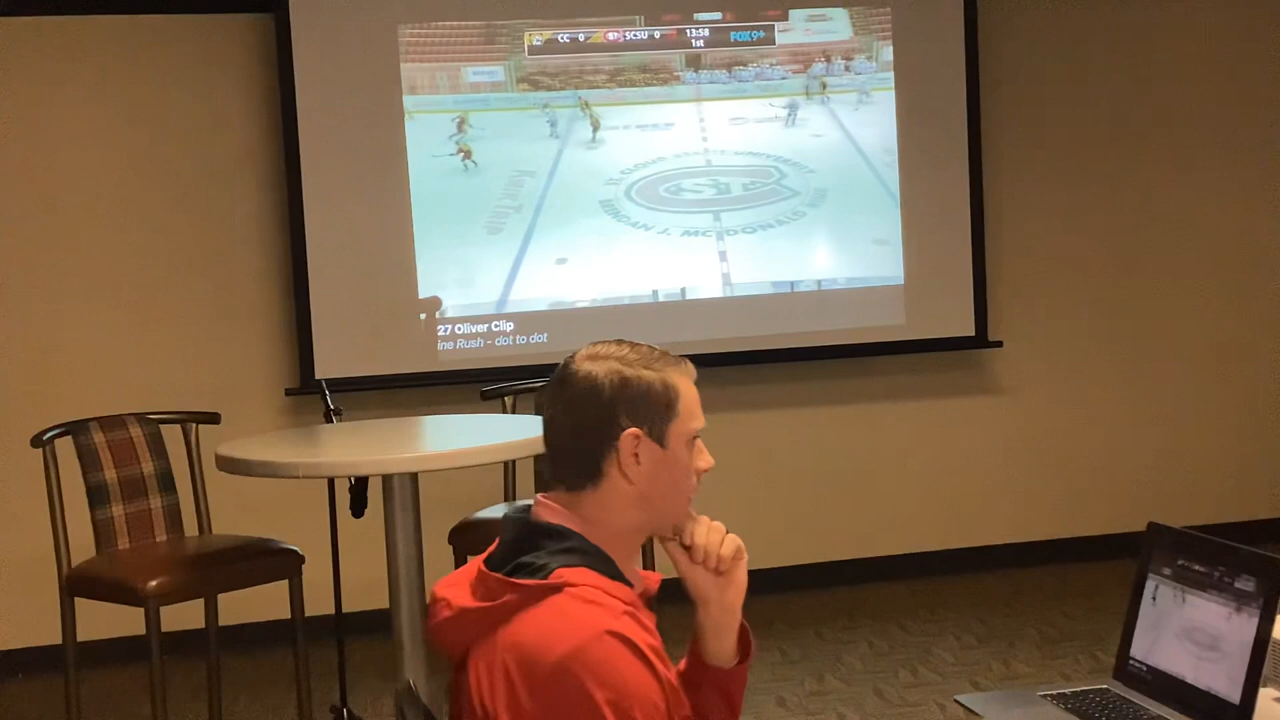 CC 0 SCSU 0 13:58 FOX9+
1st
KwikTrip
ST. CLOUD STATE UNIVERSITY
BRENDAN J. MCDONALD RINK
27 Oliver Clip
ine Rush - dot to dot